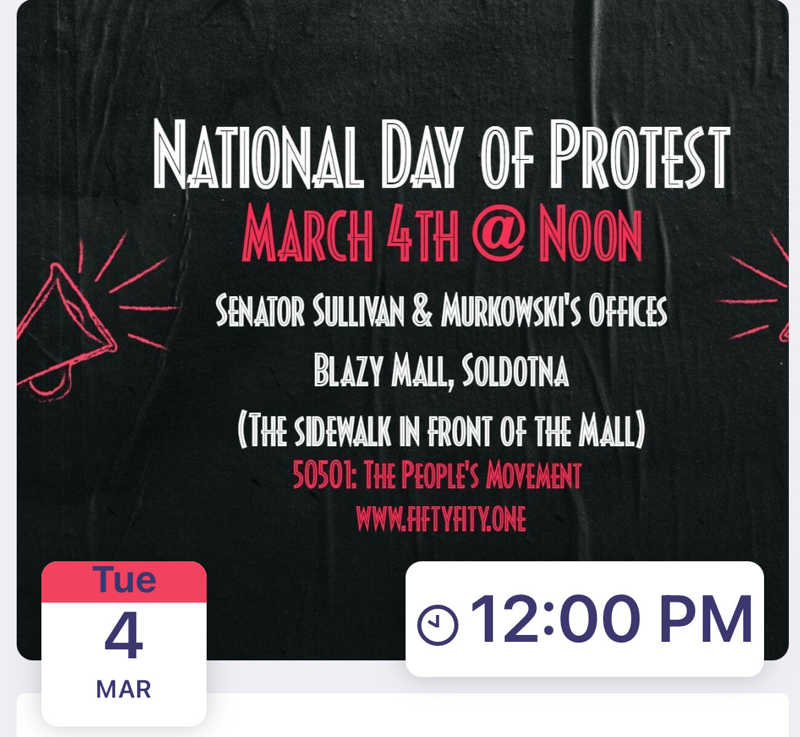 National Day of Protest
March 4th @ Noon
Senator Sullivan & Murkowski's Offices
Blazy Mall, Soldotna
(The sidewalk in front of the Mall)
50501: The People's Movement
www.fiftyfity.one
Tue
4
MAR
12:00 PM